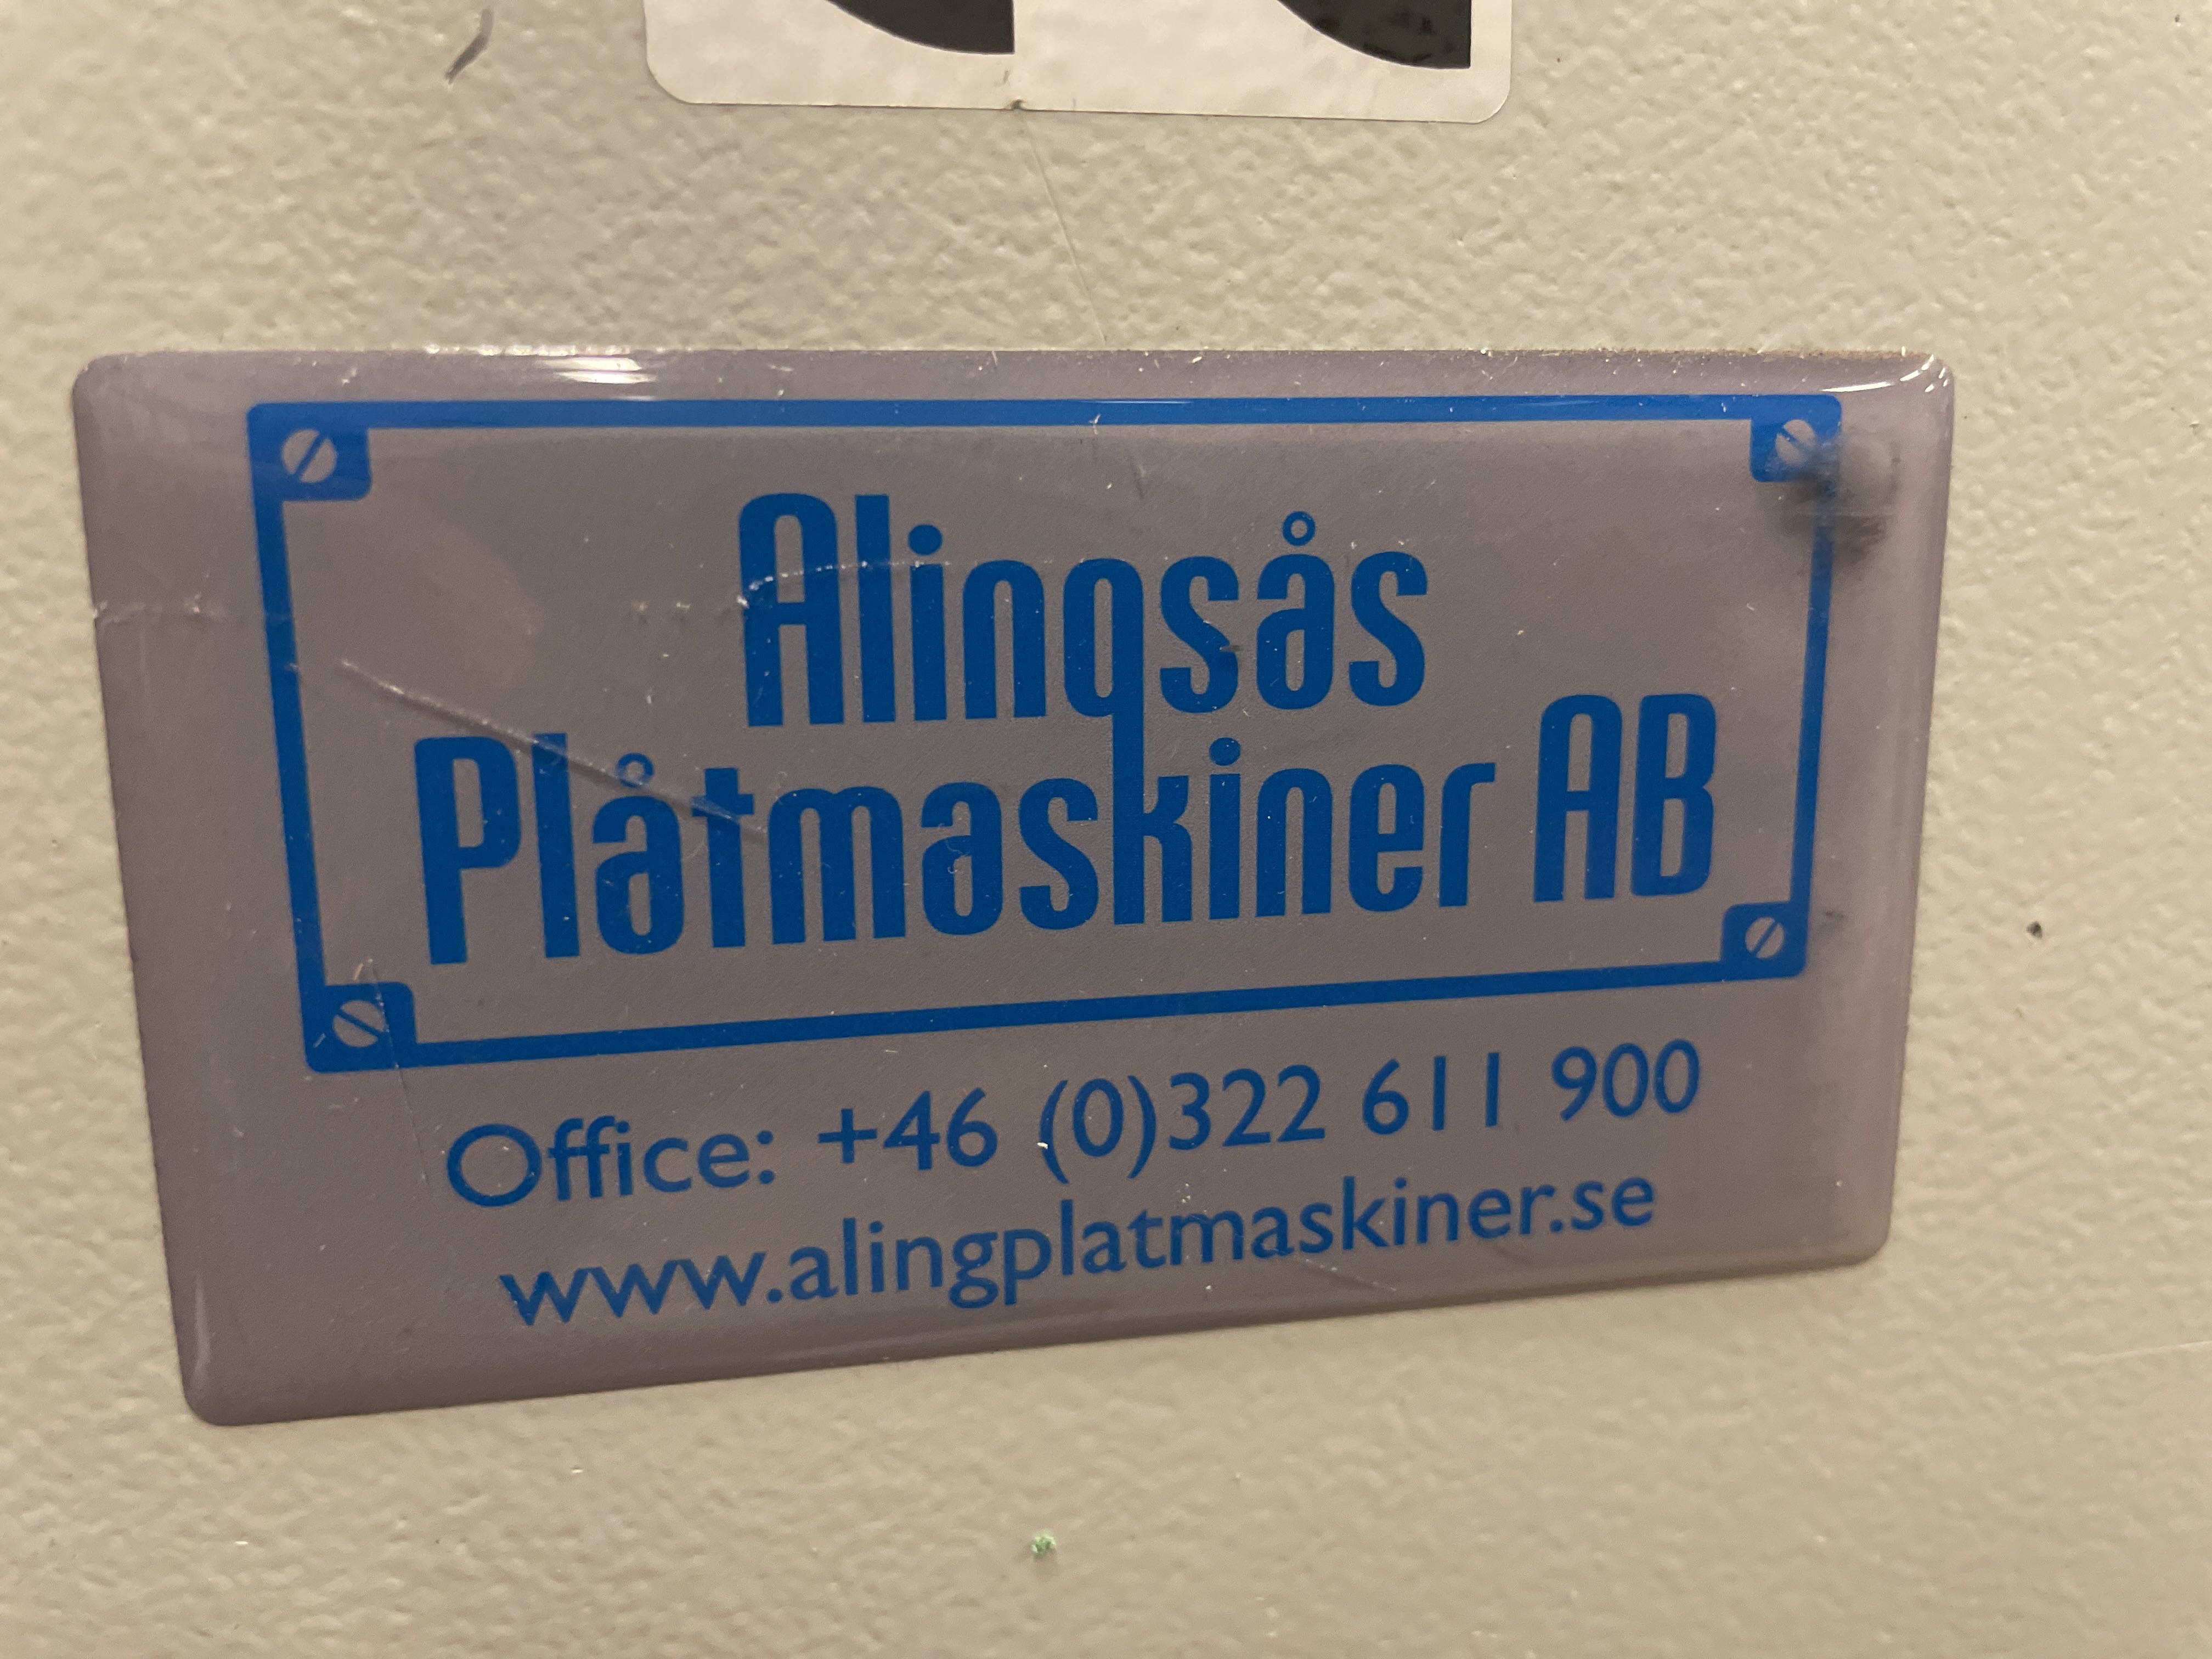 Alingsås
Plåtmaskiner AB
Office: +46 (0)322 611 900
www.alingplatmaskiner.se